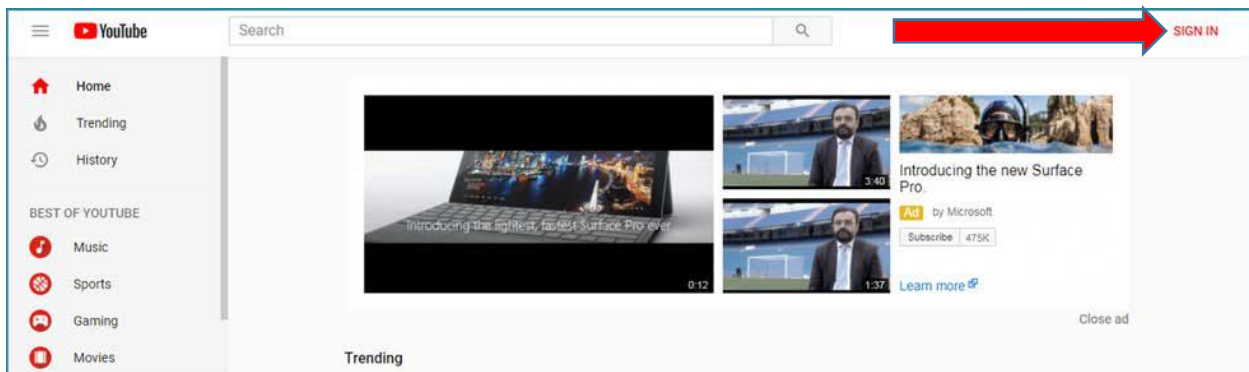 YouTube
Search
SIGN IN
Home
Trending
History
BEST OF YOUTUBE
Music
Sports
Gaming
Movies
Introducing the lightest, fastest Surface Pro ever
0:12
3:40
1:37
Introducing the new Surface
Pro.
Ad by Microsoft
Subscribe 475K
Learn more
Close ad
Trending